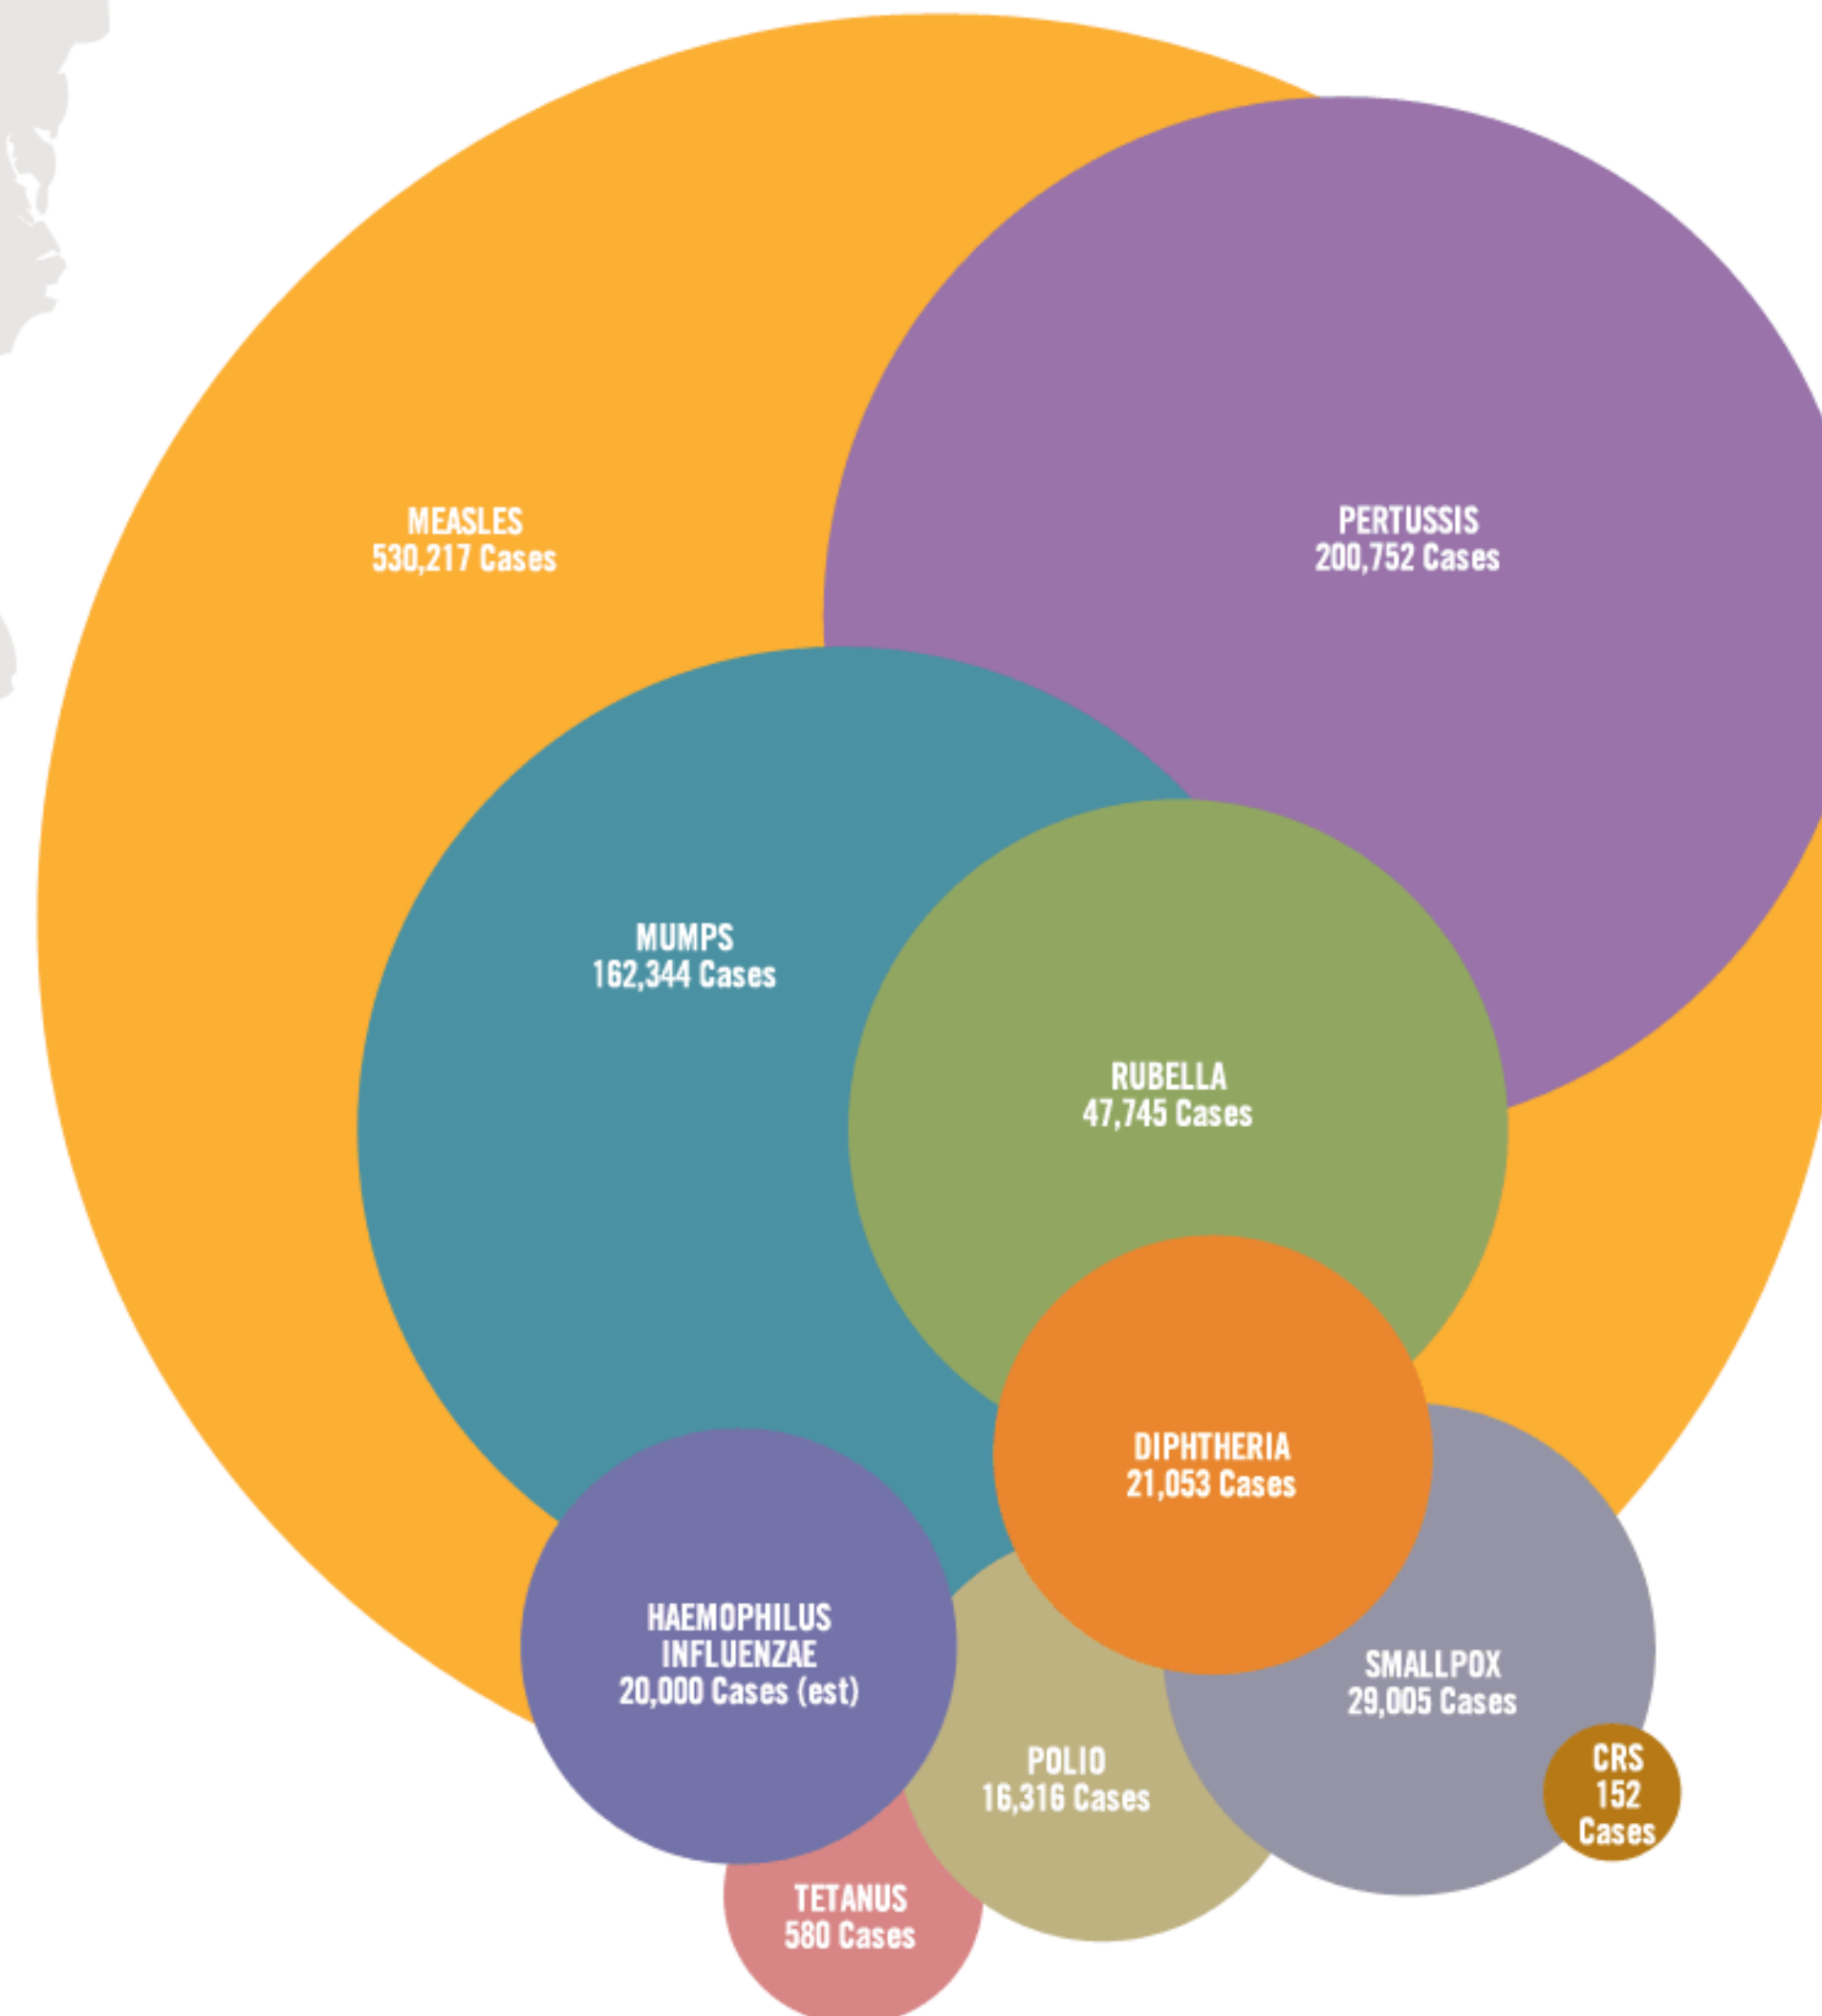 MEASLES
530,217 Cases
PERTUSSIS
200,752 Cases
MUMPS
162,344 Cases
RUBELLA
47,745 Cases
DIPHTHERIA
21,053 Cases
HAEMOPHILUS
INFLUENZAE
20,000 Cases (est)
SMALLPOX
29,005 Cases
POLIO
16,316 Cases
CRS
152
Cases
TETANUS
580 Cases